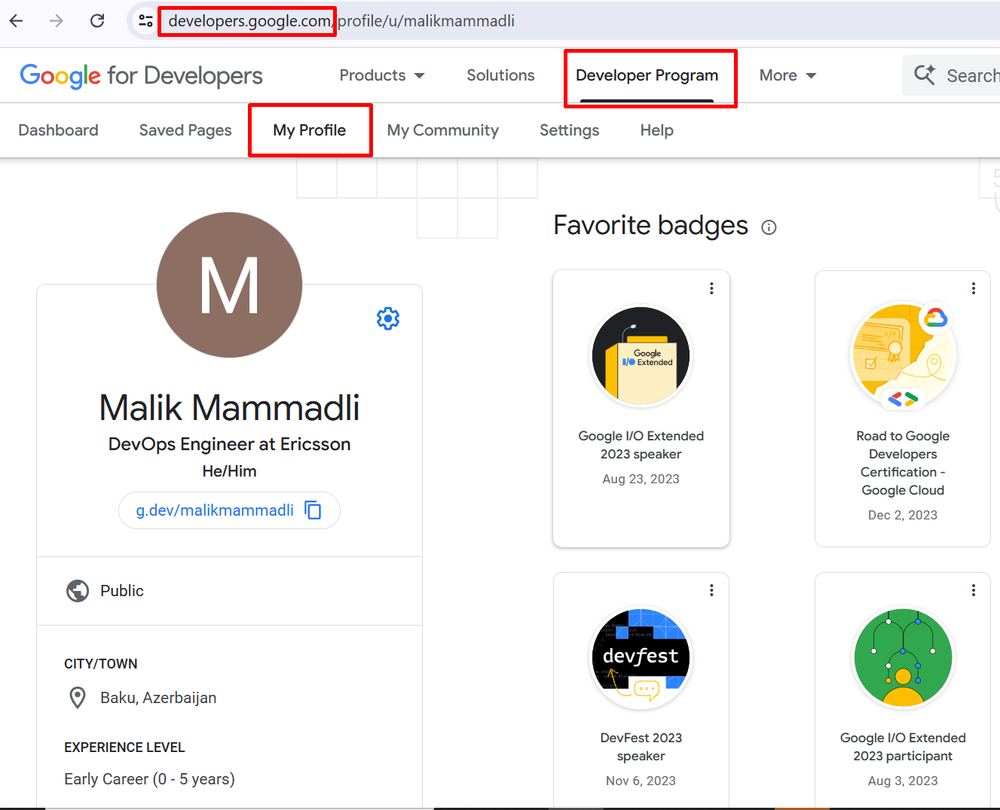 developers.google.com/profile/u/malikmammadli
Google for Developers
Products
Solutions
Developer Program
More
Search
Dashboard
Saved Pages
My Profile
My Community
Settings
Help
M
Malik Mammadli
DevOps Engineer at Ericsson
He/Him
g.dev/malikmammadli
Public
CITY/TOWN
Baku, Azerbaijan
EXPERIENCE LEVEL
Early Career (0 - 5 years)
Favorite badges
Google
I/O Extended
Google I/O Extended
2023 speaker
Aug 23, 2023
Road to Google
Developers
Certification -
Google Cloud
Dec 2, 2023
devfest
DevFest 2023
speaker
Nov 6, 2023
Google I/O Extended
2023 participant
Aug 3, 2023